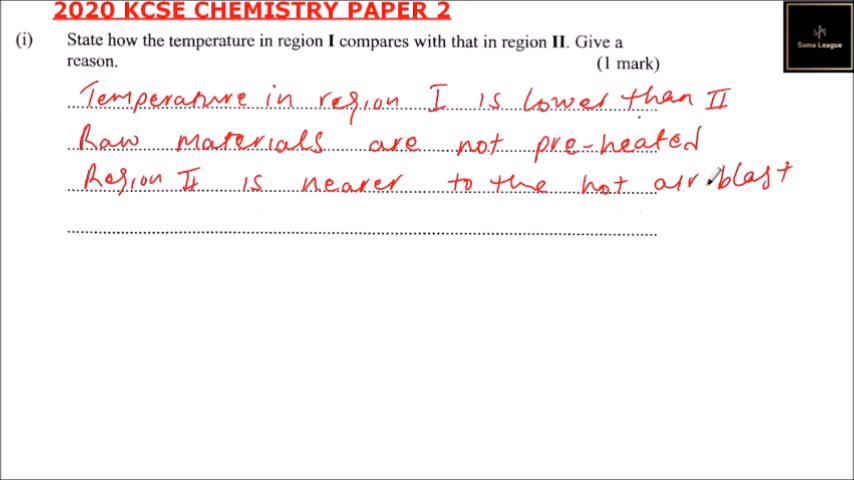 2020 KCSE CHEMISTRY PAPER 2
(i) State how the temperature in region I compares with that in region II. Give a
reason. (1 mark)
Temperature in region I is lower than II
Raw materials are not pre-heated
Region II is nearer to the hot air blast
Soma League